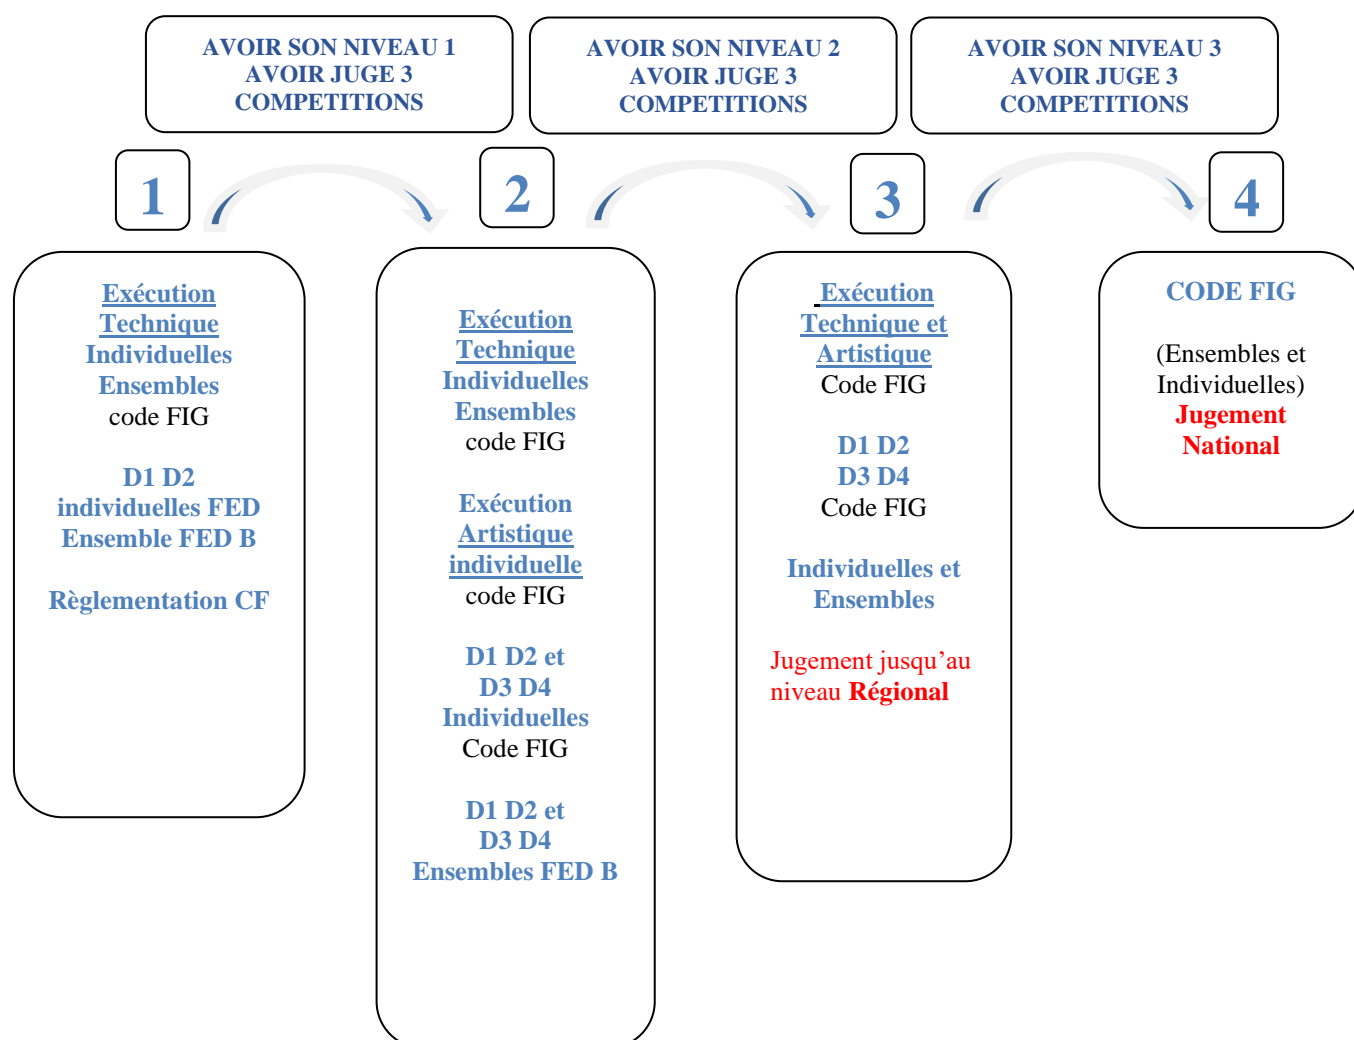 AVOIR SON NIVEAU 1
AVOIR JUGE 3
COMPETITIONS
AVOIR SON NIVEAU 2
AVOIR JUGE 3
COMPETITIONS
AVOIR SON NIVEAU 3
AVOIR JUGE 3
COMPETITIONS
1
2
3
4
Exécution
Technique
Individuelles
Ensembles
code FIG
D1 D2
individuelles FED
Ensemble FED B
Règlementation CF
Exécution
Technique
Individuelles
Ensembles
code FIG
Exécution
Artistique
individuelle
code FIG
D1 D2 et
D3 D4
Individuelles
Code FIG
D1 D2 et
D3 D4
Ensembles FED B
Exécution
Technique et
Artistique
Code FIG
D1 D2
D3 D4
Code FIG
Individuelles et
Ensembles
Jugement jusqu’au
niveau Régional
CODE FIG
(Ensembles et
Individuelles)
Jugement
National